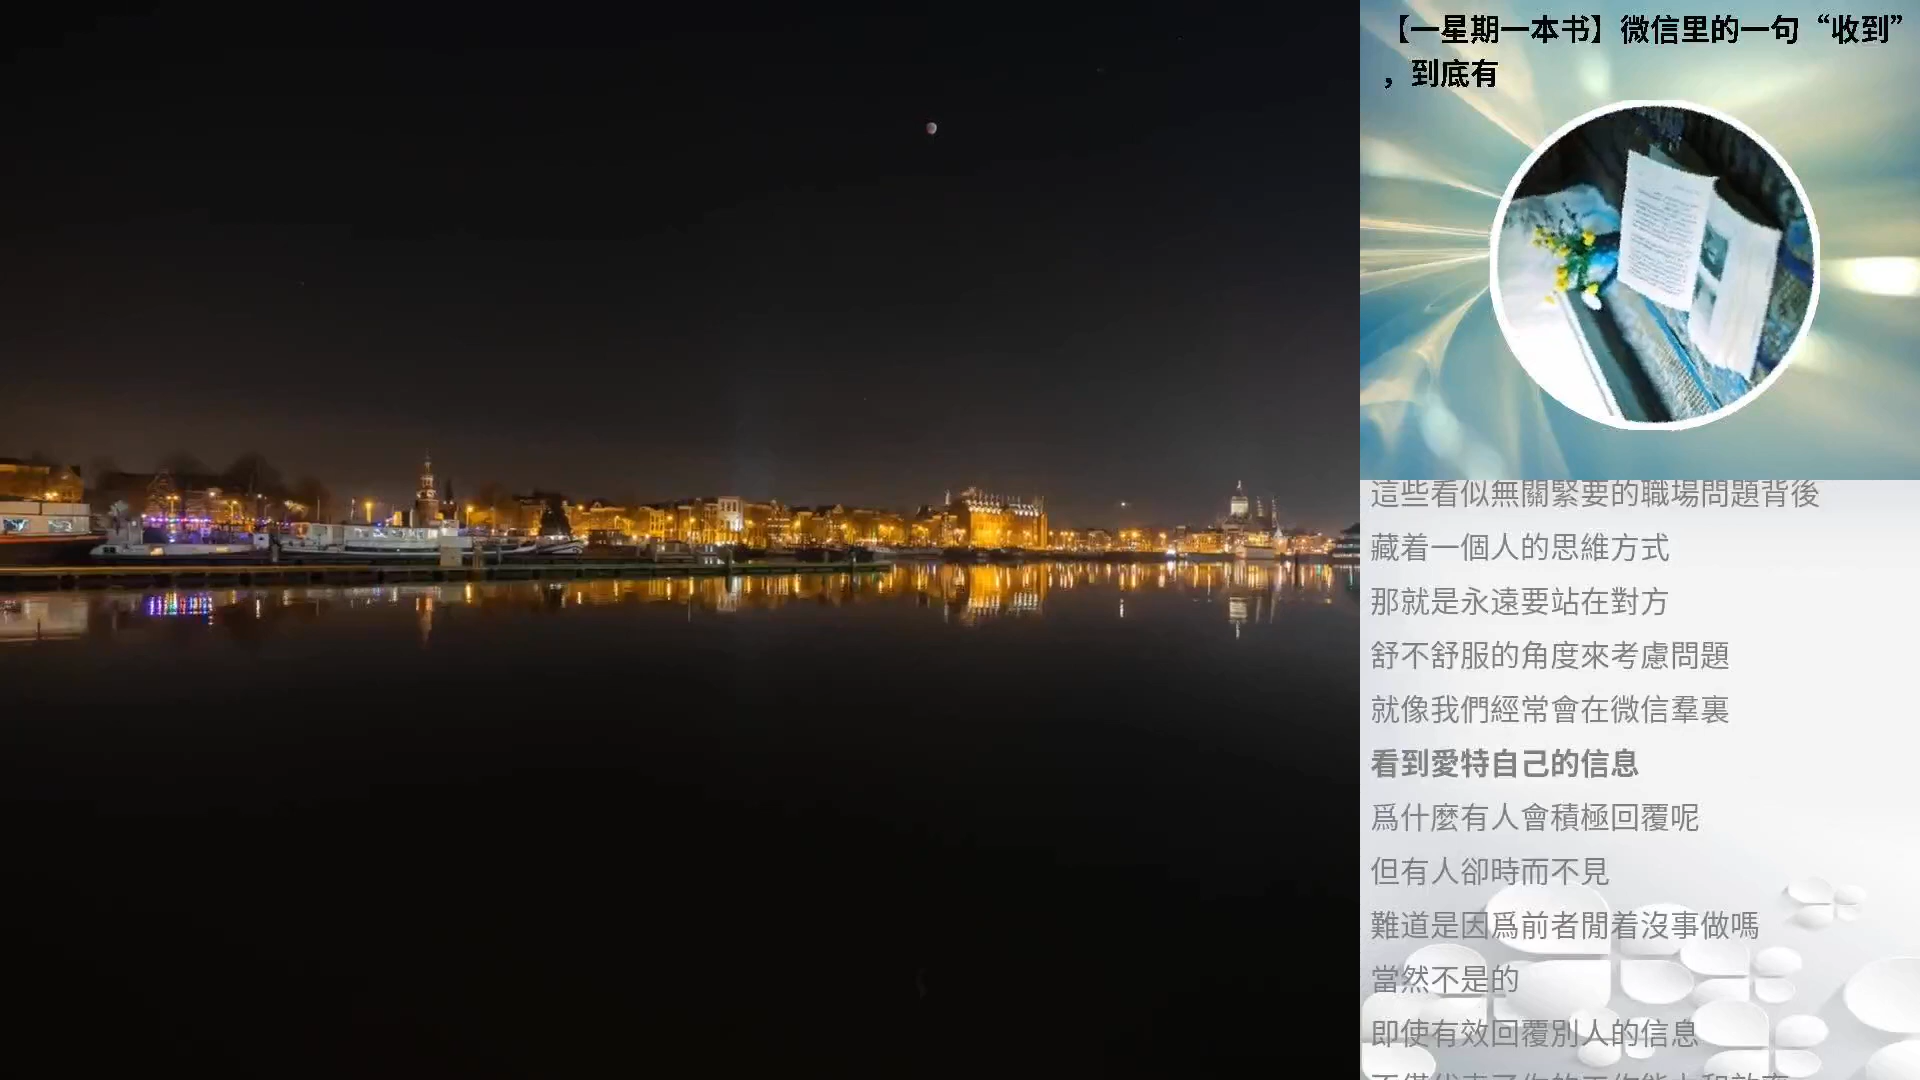 【一星期一本书】微信里的一句“收到”
，到底有
這些看似無關緊要的職場問題背後
藏着一個人的思維方式
那就是永遠要站在對方
舒不舒服的角度來考慮問題
就像我們經常會在微信羣裏
看到愛特自己的信息
爲什麼有人會積極回覆呢
但有人卻時而不見
難道是因爲前者閒着沒事做嗎
當然不是的
即使有效回覆別人的信息